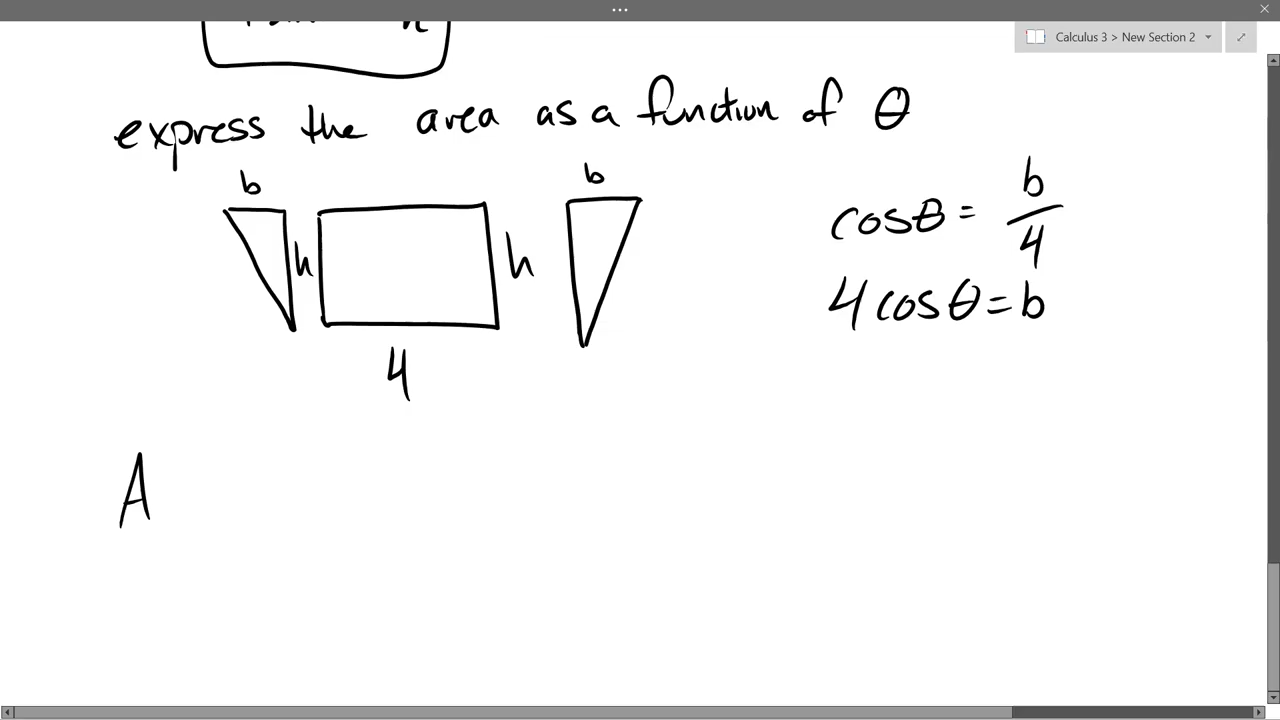 Calculus 3 > New Section 2
h
express the area as a function of θ
b b
h h
4
cosθ = b/4
4cosθ = b
A